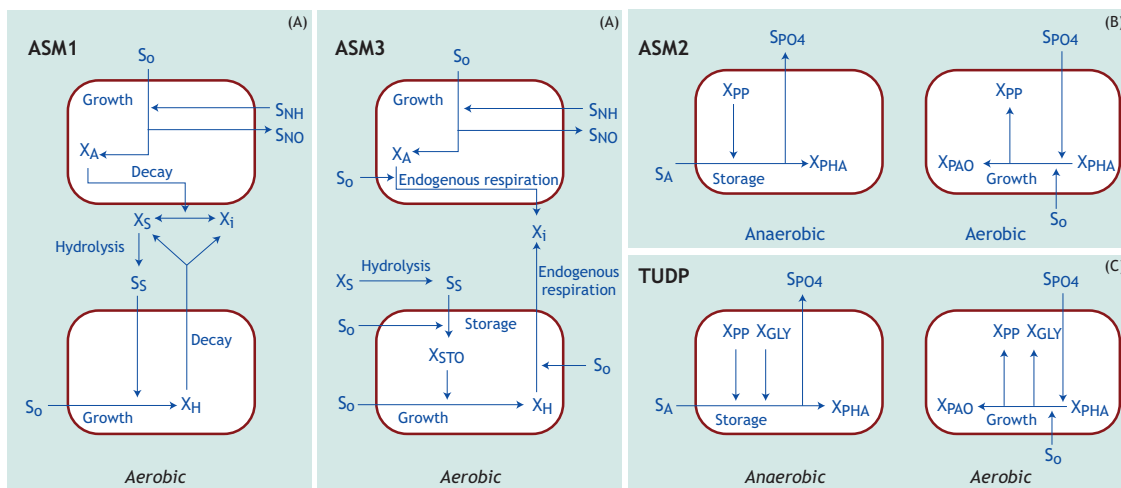 (A)
ASM1
So
Growth
SNH
SNO
XA
Decay
XS
Xi
Hydrolysis
SS
Decay
So
Growth
XH
Aerobic
(A)
ASM3
So
Growth
SNH
SNO
XA
So
Endogenous respiration
Xi
XS
Hydrolysis
SS
Endogenous
respiration
So
Storage
XSTO
So
So
Growth
XH
Aerobic
(B)
ASM2
SPO4
SPO4
XPP
XPP
SA
Storage
XPHA
XPAO
Growth
XPHA
So
Anaerobic
Aerobic
(C)
TUDP
SPO4
SPO4
XPP
XGLY
XPP
XGLY
SA
Storage
XPHA
XPAO
Growth
XPHA
So
Anaerobic
Aerobic